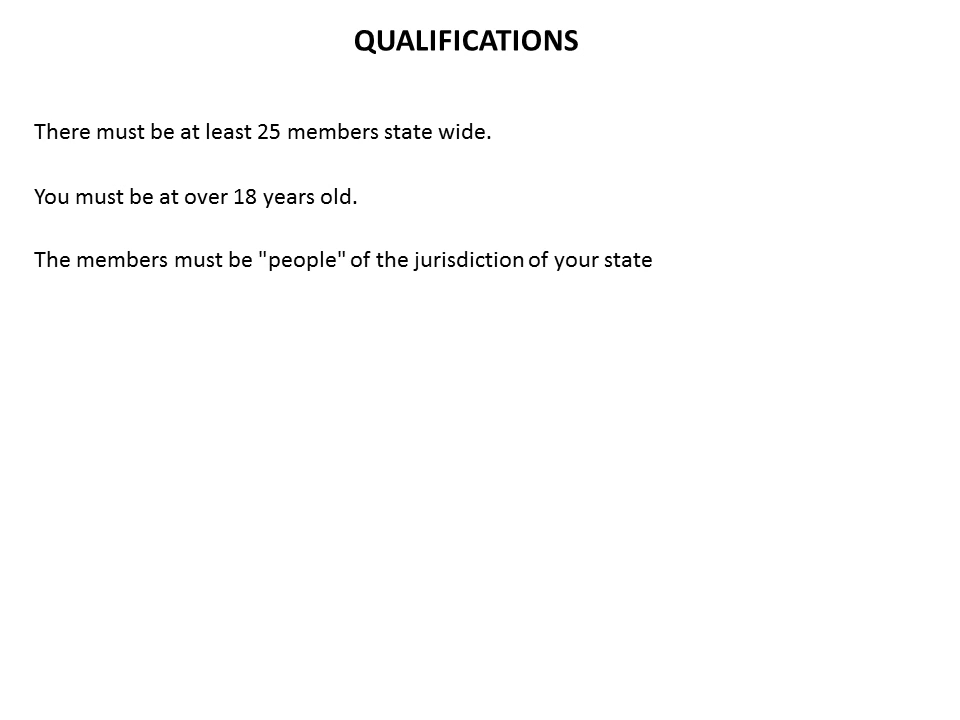 QUALIFICATIONS
There must be at least 25 members state wide.
You must be at over 18 years old.
The members must be "people" of the jurisdiction of your state